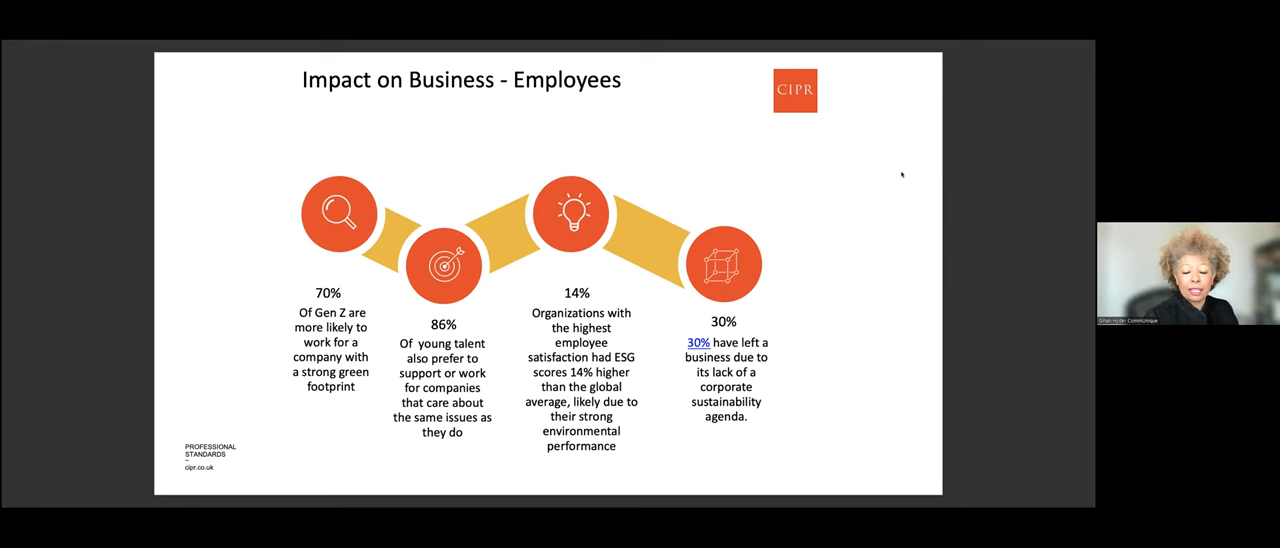 Impact on Business - Employees
CIPR
70%
Of Gen Z are
more likely to
work for a
company with
a strong green
footprint
86%
Of young talent
also prefer to
support or work
for companies
that care about
the same issues as
they do
14%
Organizations with
the highest
employee
satisfaction had ESG
scores 14% higher
than the global
average, likely due to
their strong
environmental
performance
30%
30% have left a
business due to
its lack of a
corporate
sustainability
agenda.
PROFESSIONAL
STANDARDS
–
cipr.co.uk
Gihan Hyde - CommUnique